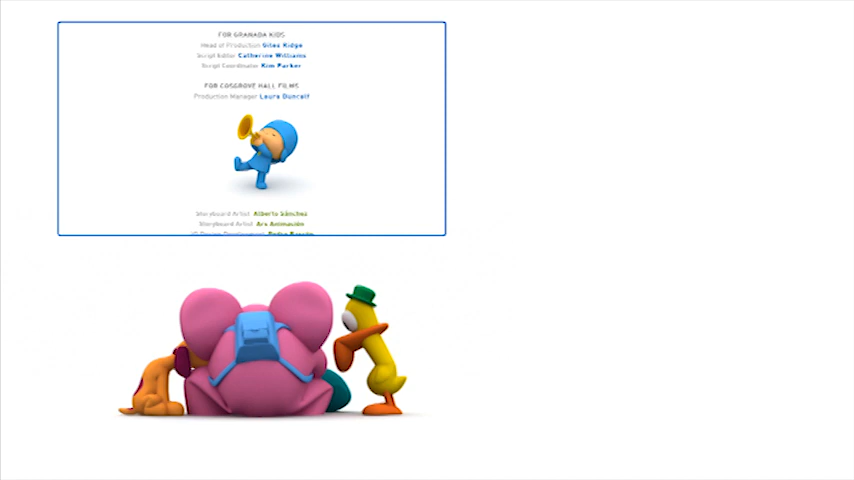 FOR GRANADA KIDS
Head of Production Giles Ridge
Script Editor Catherine Williams
Script Coordinator Kim Parker
FOR COSGROVE HALL FILMS
Production Manager Laura Duncalf
Storyboard Artist Alberto Sánchez
Storyboard Artist Ars Animación